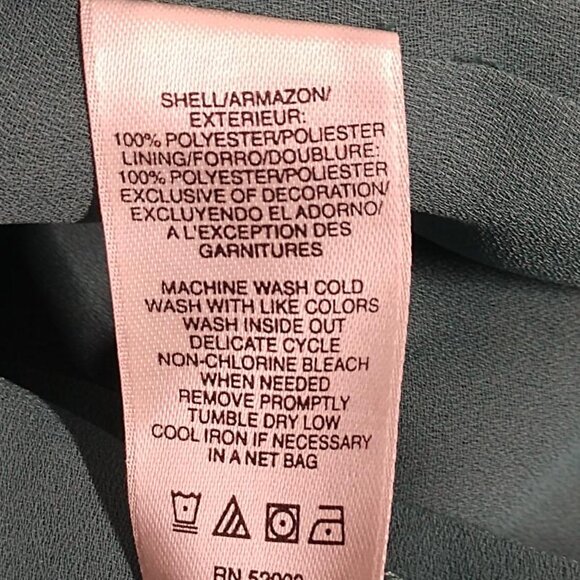 SHELL/ARMAZON/
EXTERIEUR:
100% POLYESTER/POLIESTER
LINING/FORRO/DOUBLURE:
100% POLYESTER/POLIESTER
EXCLUSIVE OF DECORATION/
EXCLUYENDO EL ADORNO/
A L'EXCEPTION DES
GARNITURES
MACHINE WASH COLD
WASH WITH LIKE COLORS
WASH INSIDE OUT
DELICATE CYCLE
NON-CHLORINE BLEACH
WHEN NEEDED
REMOVE PROMPTLY
TUMBLE DRY LOW
COOL IRON IF NECESSARY
IN A NET BAG
RN